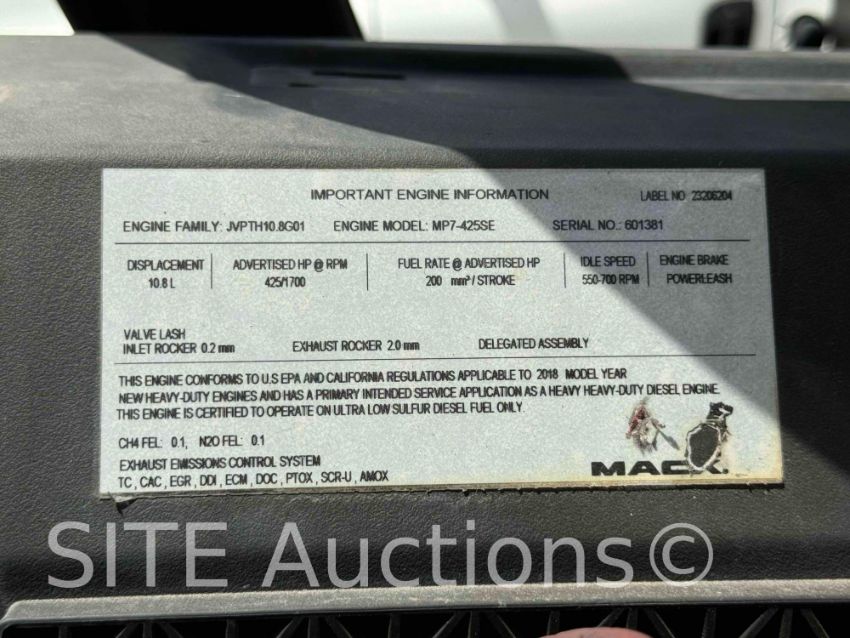 IMPORTANT ENGINE INFORMATION LABEL NO 23206204
ENGINE FAMILY: JVPTH10.8G01 ENGINE MODEL: MP7-425SE SERIAL NO.: 601381
DISPLACEMENT ADVERTISED HP @ RPM FUEL RATE @ ADVERTISED HP IDLE SPEED ENGINE BRAKE
10.8 L 425/1700 200 mm³/ STROKE 550-700 RPM POWERLEASH
VALVE LASH
INLET ROCKER 0.2 mm EXHAUST ROCKER 2.0 mm DELEGATED ASSEMBLY
THIS ENGINE CONFORMS TO U.S EPA AND CALIFORNIA REGULATIONS APPLICABLE TO 2018 MODEL YEAR
NEW HEAVY-DUTY ENGINES AND HAS A PRIMARY INTENDED SERVICE APPLICATION AS A HEAVY HEAVY-DUTY DIESEL ENGINE.
THIS ENGINE IS CERTIFIED TO OPERATE ON ULTRA LOW SULFUR DIESEL FUEL ONLY
CH4 FEL: 0.1, N2O FEL: 0.1
EXHAUST EMISSIONS CONTROL SYSTEM
TC, CAC, EGR, DDI, ECM, DOC, PTOX, SCR-U, AMOX
MACK
SITE Auctions©